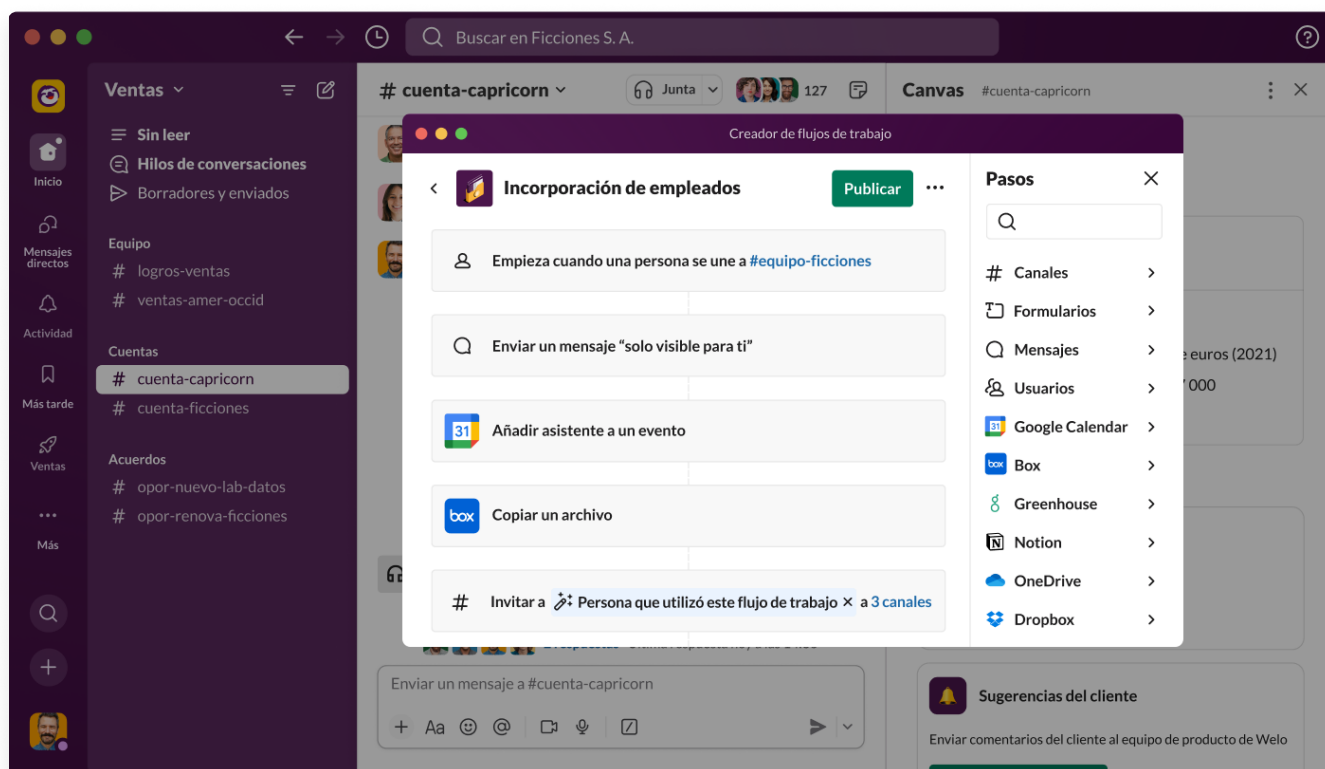 Buscar en Ficciones S. A.
Ventas
Sin leer
Hilos de conversaciones
Borradores y enviados
Equipo
# logros-ventas
# ventas-amer-occid
Cuentas
# cuenta-capricorn
# cuenta-ficciones
Acuerdos
# opor-nuevo-lab-datos
# opor-renova-ficciones
Inicio
Mensajes
directos
Actividad
Más tarde
Ventas
Más
# cuenta-capricorn
Junta
127
Canvas #cuenta-capricorn
Creador de flujos de trabajo
Incorporación de empleados
Publicar
Empieza cuando una persona se une a #equipo-ficciones
Enviar un mensaje “solo visible para ti”
31 Añadir asistente a un evento
box Copiar un archivo
# Invitar a Persona que utilizó este flujo de trabajo × a 3 canales
Pasos
# Canales
Formularios
Mensajes
Usuarios
31 Google Calendar
box Box
Greenhouse
Notion
OneDrive
Dropbox
e euros (2021)
000
Enviar un mensaje a #cuenta-capricorn
Aa
Sugerencias del cliente
Enviar comentarios del cliente al equipo de producto de Welo